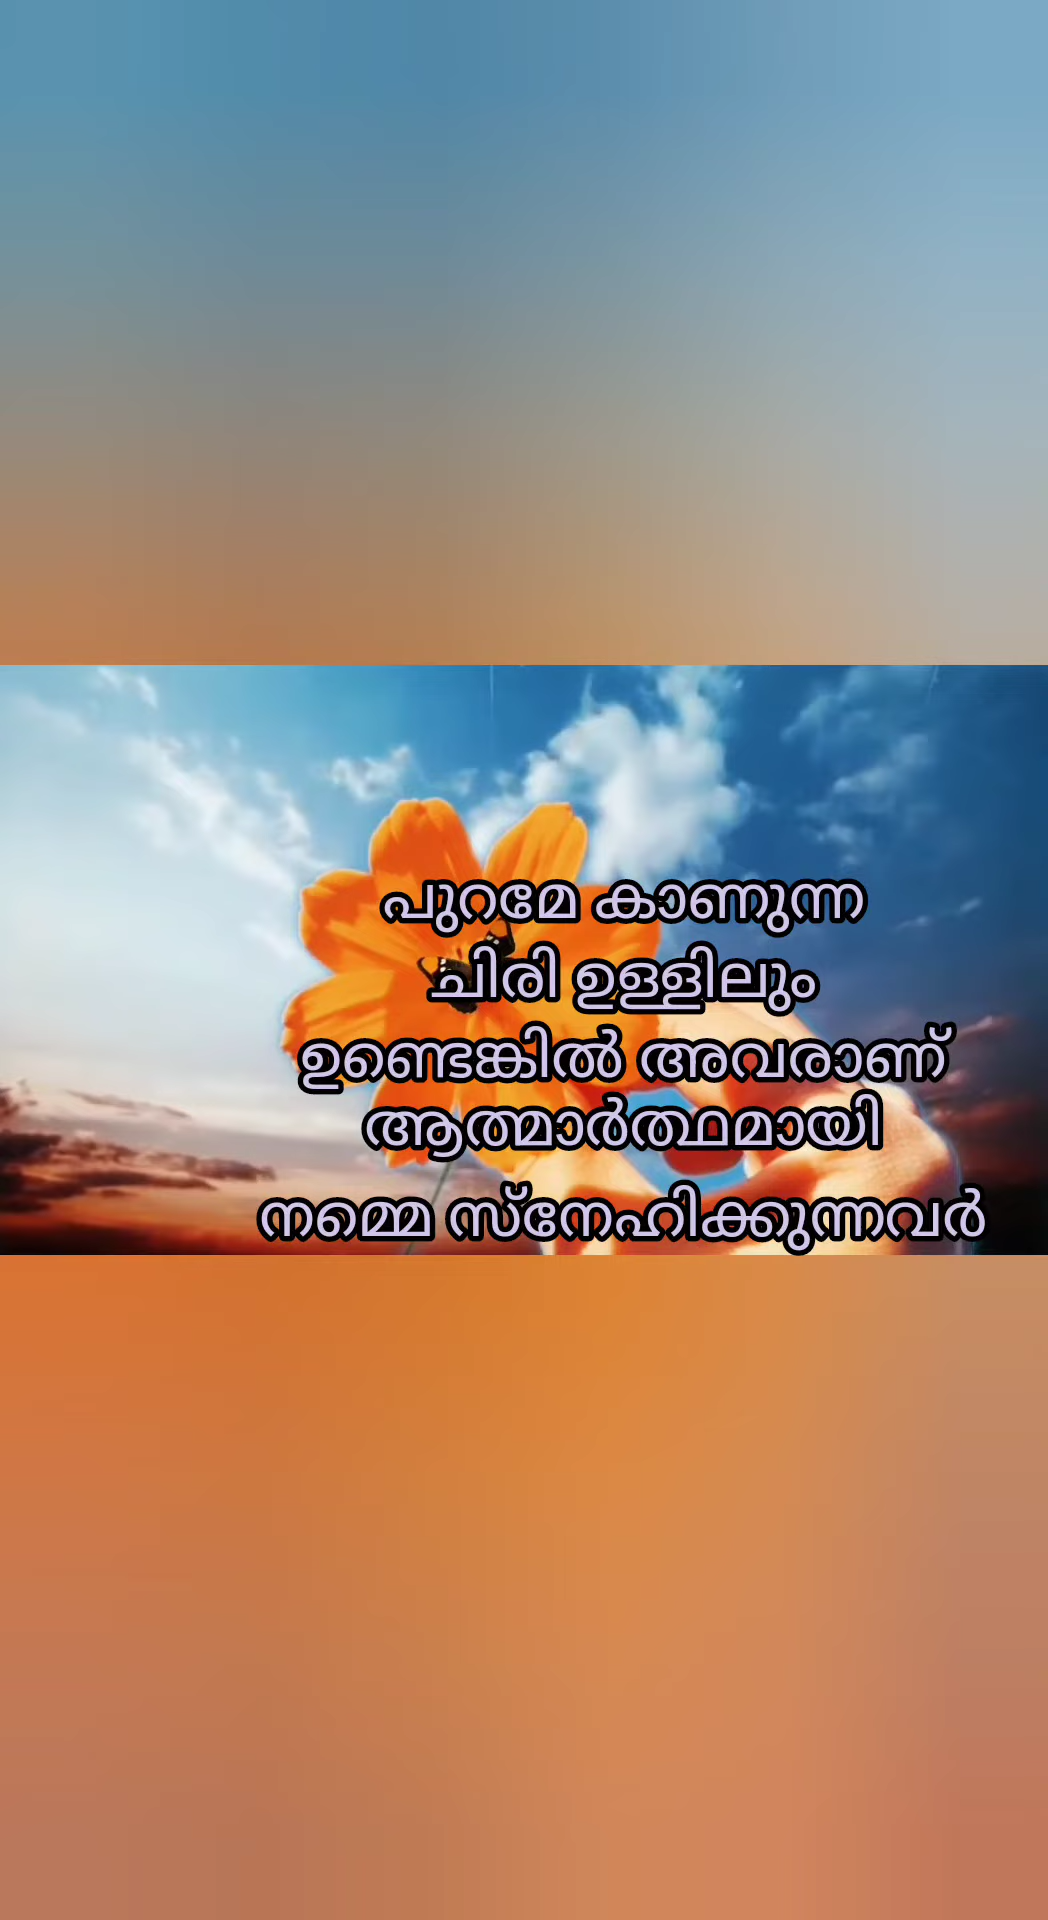 പുറമേ കാണുന്ന
ചിരി ഉള്ളിലും
ഉണ്ടെങ്കിൽ അവരാണ്
ആത്മാർത്ഥമായി
നമ്മെ സ്നേഹിക്കുന്നവർ